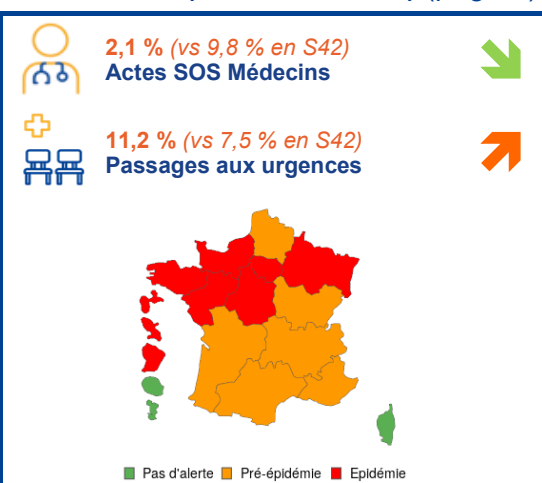 2,1 % (vs 9,8 % en S42)
Actes SOS Médecins
11,2 % (vs 7,5 % en S42)
Passages aux urgences
Pas d'alerte Pré-épidémie Epidémie